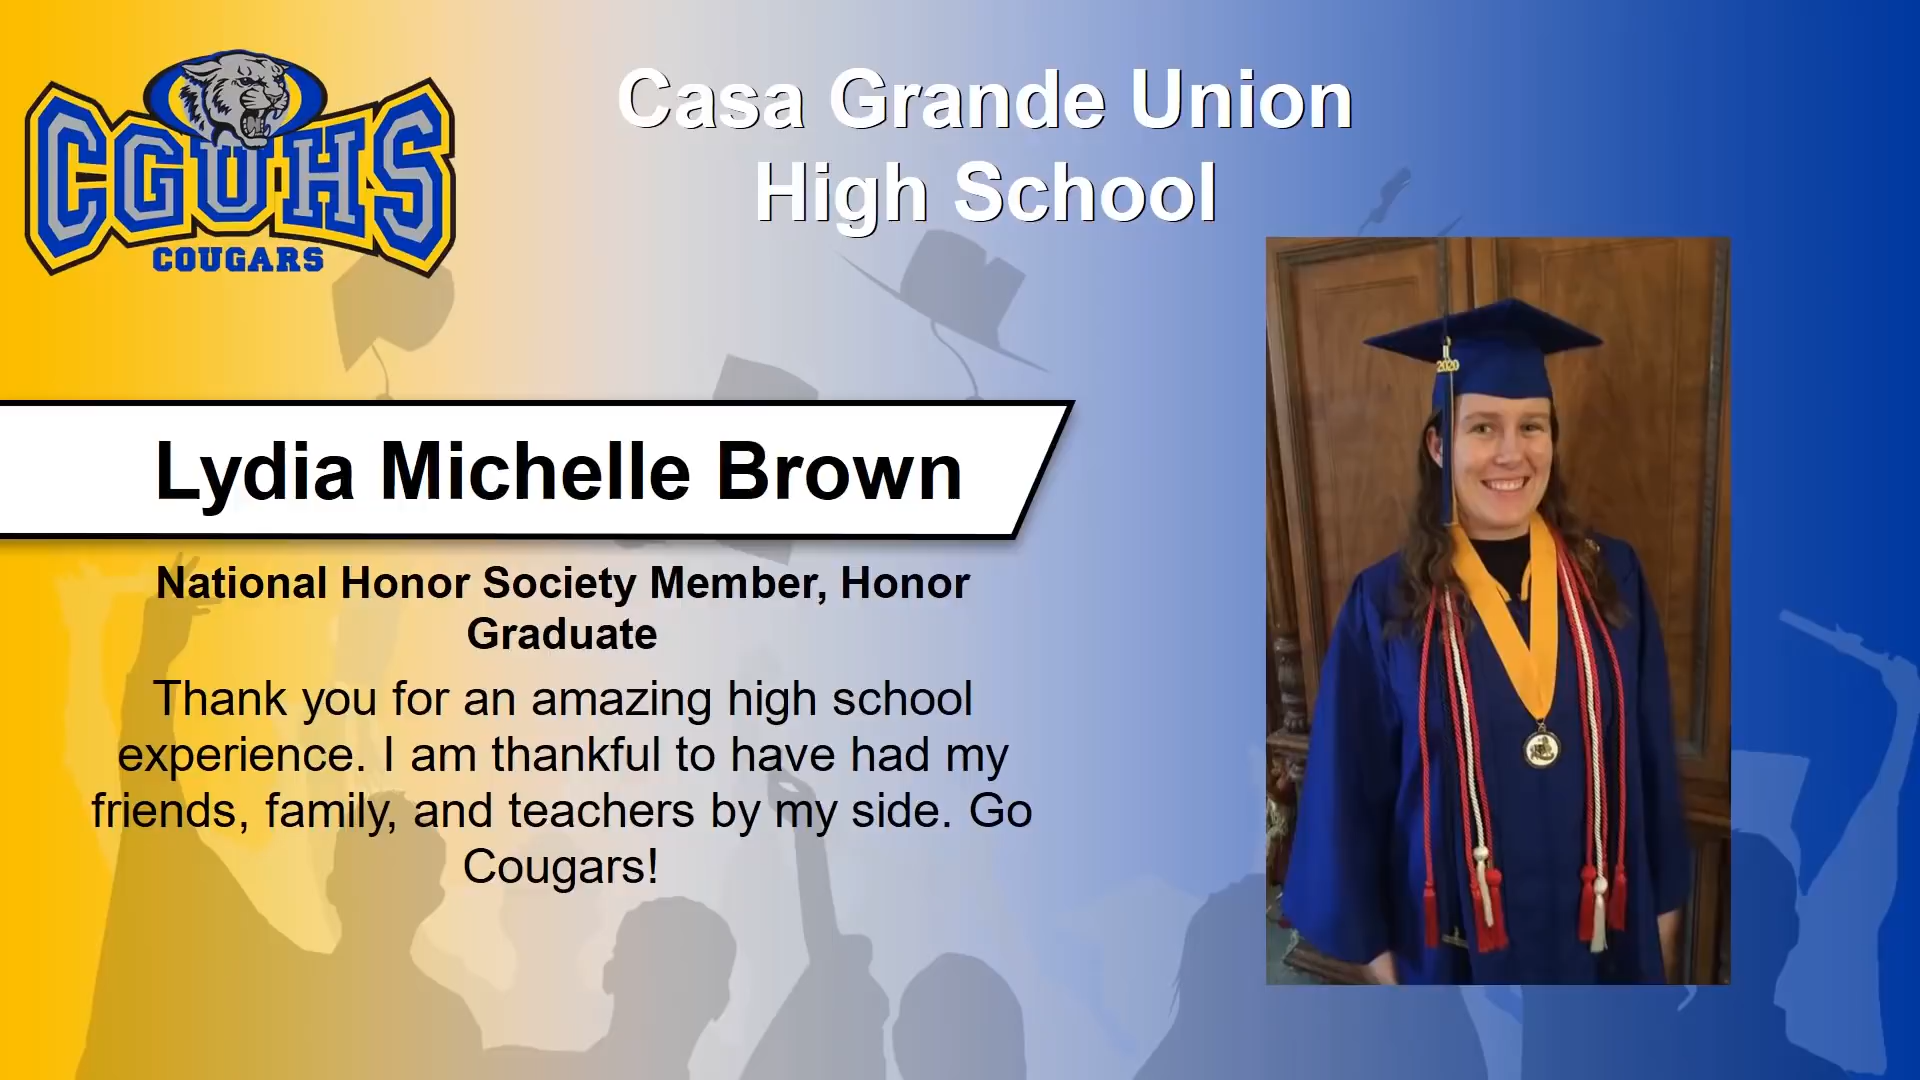 CGUHS
COUGARS
Casa Grande Union
High School
2020
Lydia Michelle Brown
National Honor Society Member, Honor
Graduate
Thank you for an amazing high school
experience. I am thankful to have had my
friends, family, and teachers by my side. Go
Cougars!